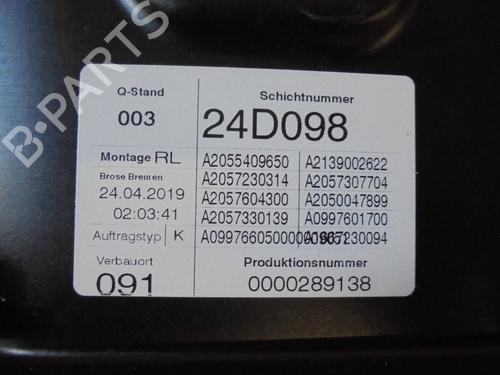 Q-Stand Schichtnummer
003 24D098
Montage RL A2055409650 A2139002622
Brose Bremen A2057230314 A2057307704
24.04.2019 A2057604300 A2050047899
02:03:41 A2057330139 A0997601700
Auftragstyp K
Verbauort Produktionsnummer
091 0000289138
B-PARTS